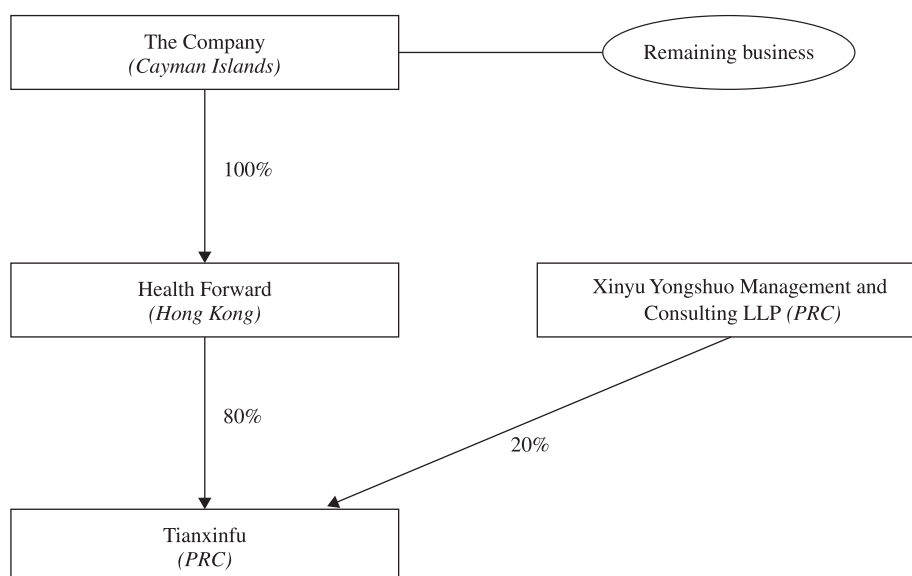 The Company
(Cayman Islands)
Remaining business
100%
Health Forward
(Hong Kong)
Xinyu Yongshuo Management and
Consulting LLP (PRC)
80%
20%
Tianxinfu
(PRC)